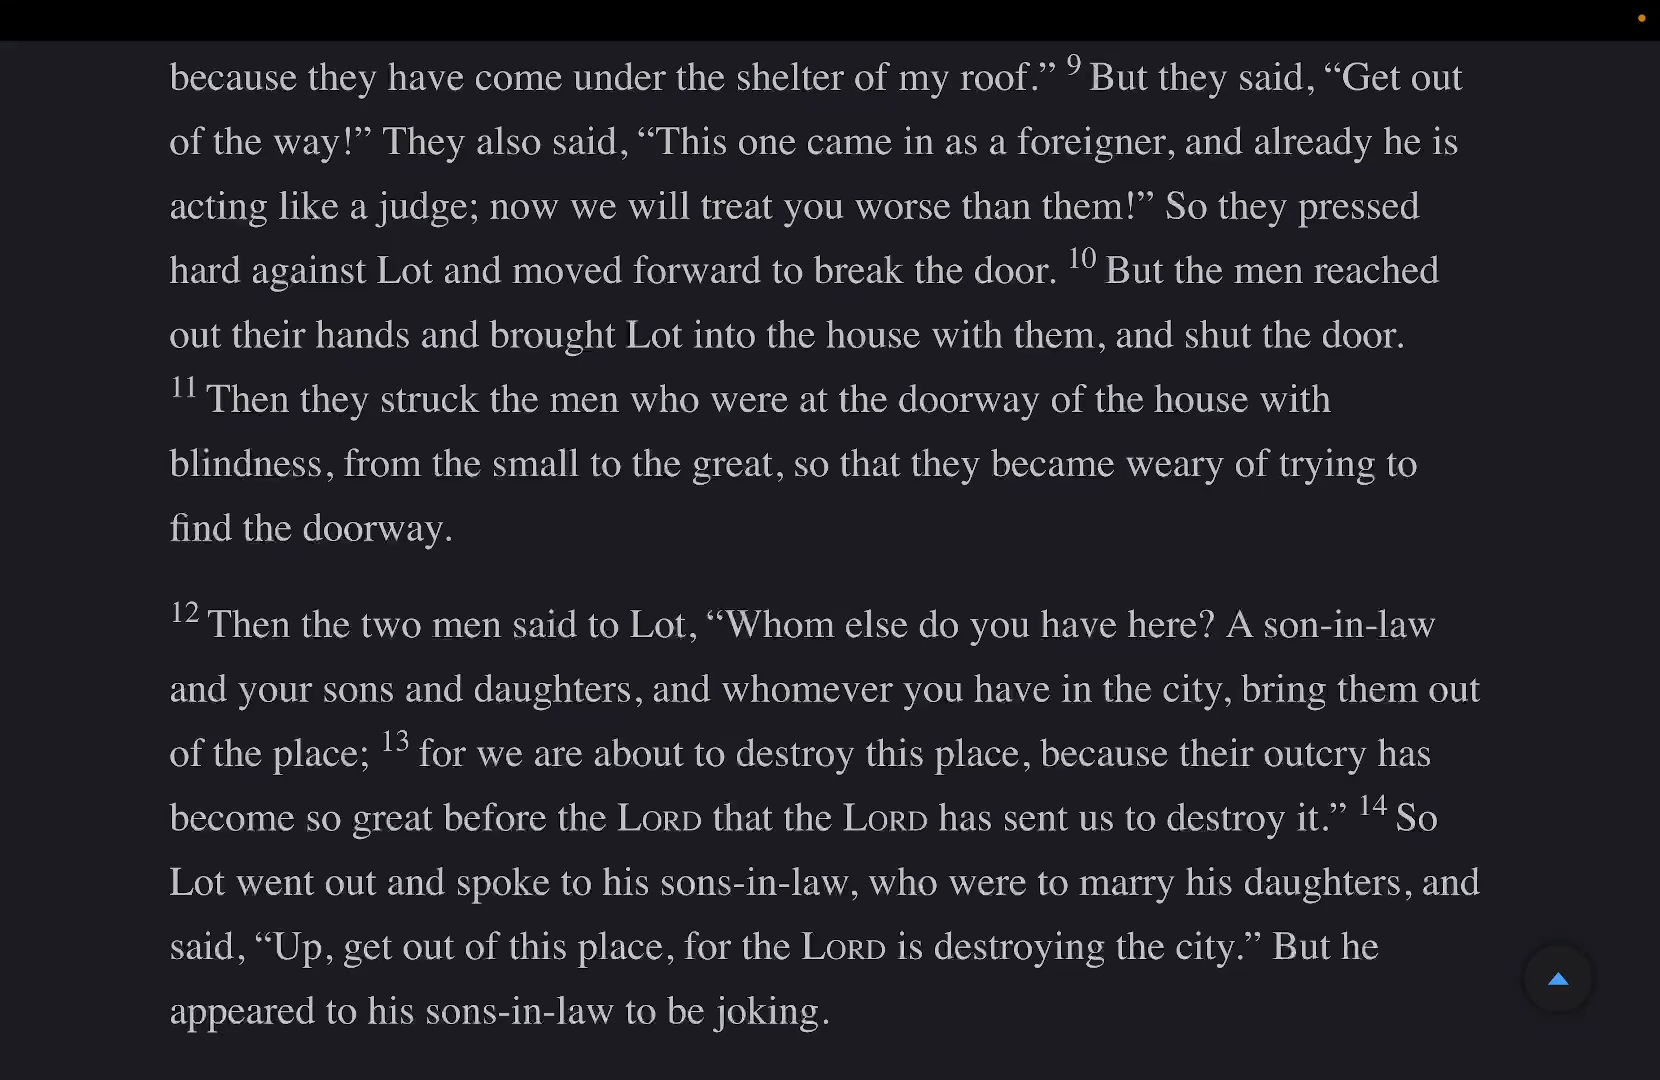 because they have come under the shelter of my roof.” 9 But they said, “Get out
of the way!” They also said, “This one came in as a foreigner, and already he is
acting like a judge; now we will treat you worse than them!” So they pressed
hard against Lot and moved forward to break the door. 10 But the men reached
out their hands and brought Lot into the house with them, and shut the door.
11 Then they struck the men who were at the doorway of the house with
blindness, from the small to the great, so that they became weary of trying to
find the doorway.
12 Then the two men said to Lot, “Whom else do you have here? A son-in-law
and your sons and daughters, and whomever you have in the city, bring them out
of the place; 13 for we are about to destroy this place, because their outcry has
become so great before the LORD that the LORD has sent us to destroy it.” 14 So
Lot went out and spoke to his sons-in-law, who were to marry his daughters, and
said, “Up, get out of this place, for the LORD is destroying the city.” But he
appeared to his sons-in-law to be joking.